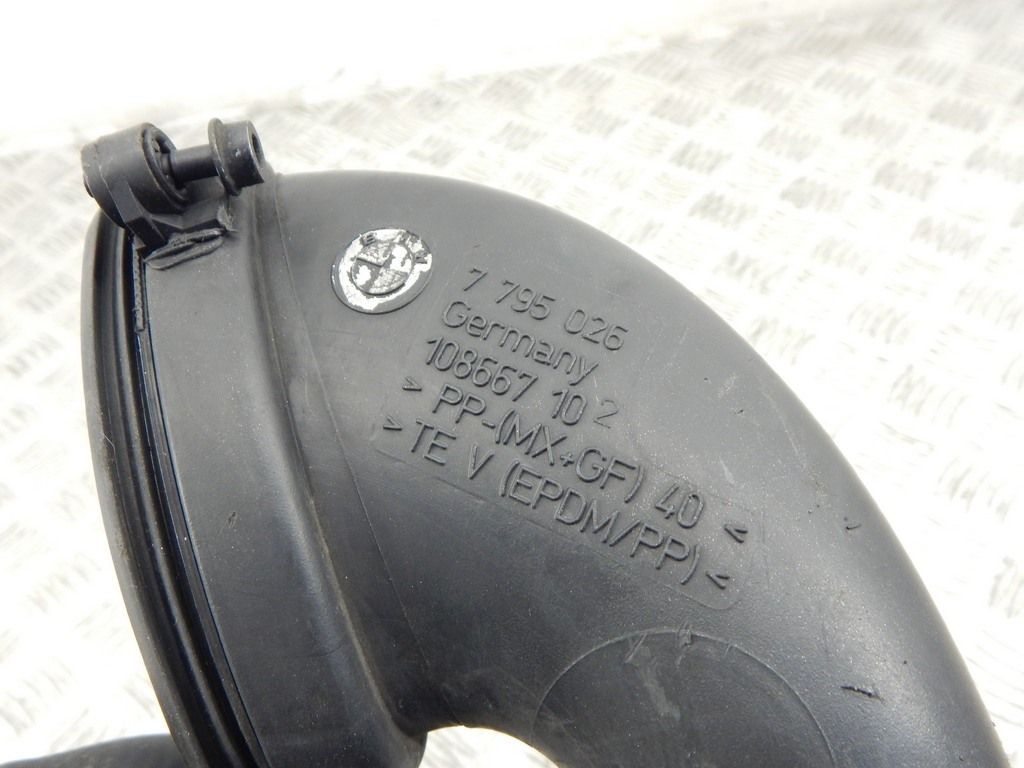 7 795 026
Germany
108667 10 2
> PP-(MX+GF) 40 <
>TE V (EPDM/PP)<